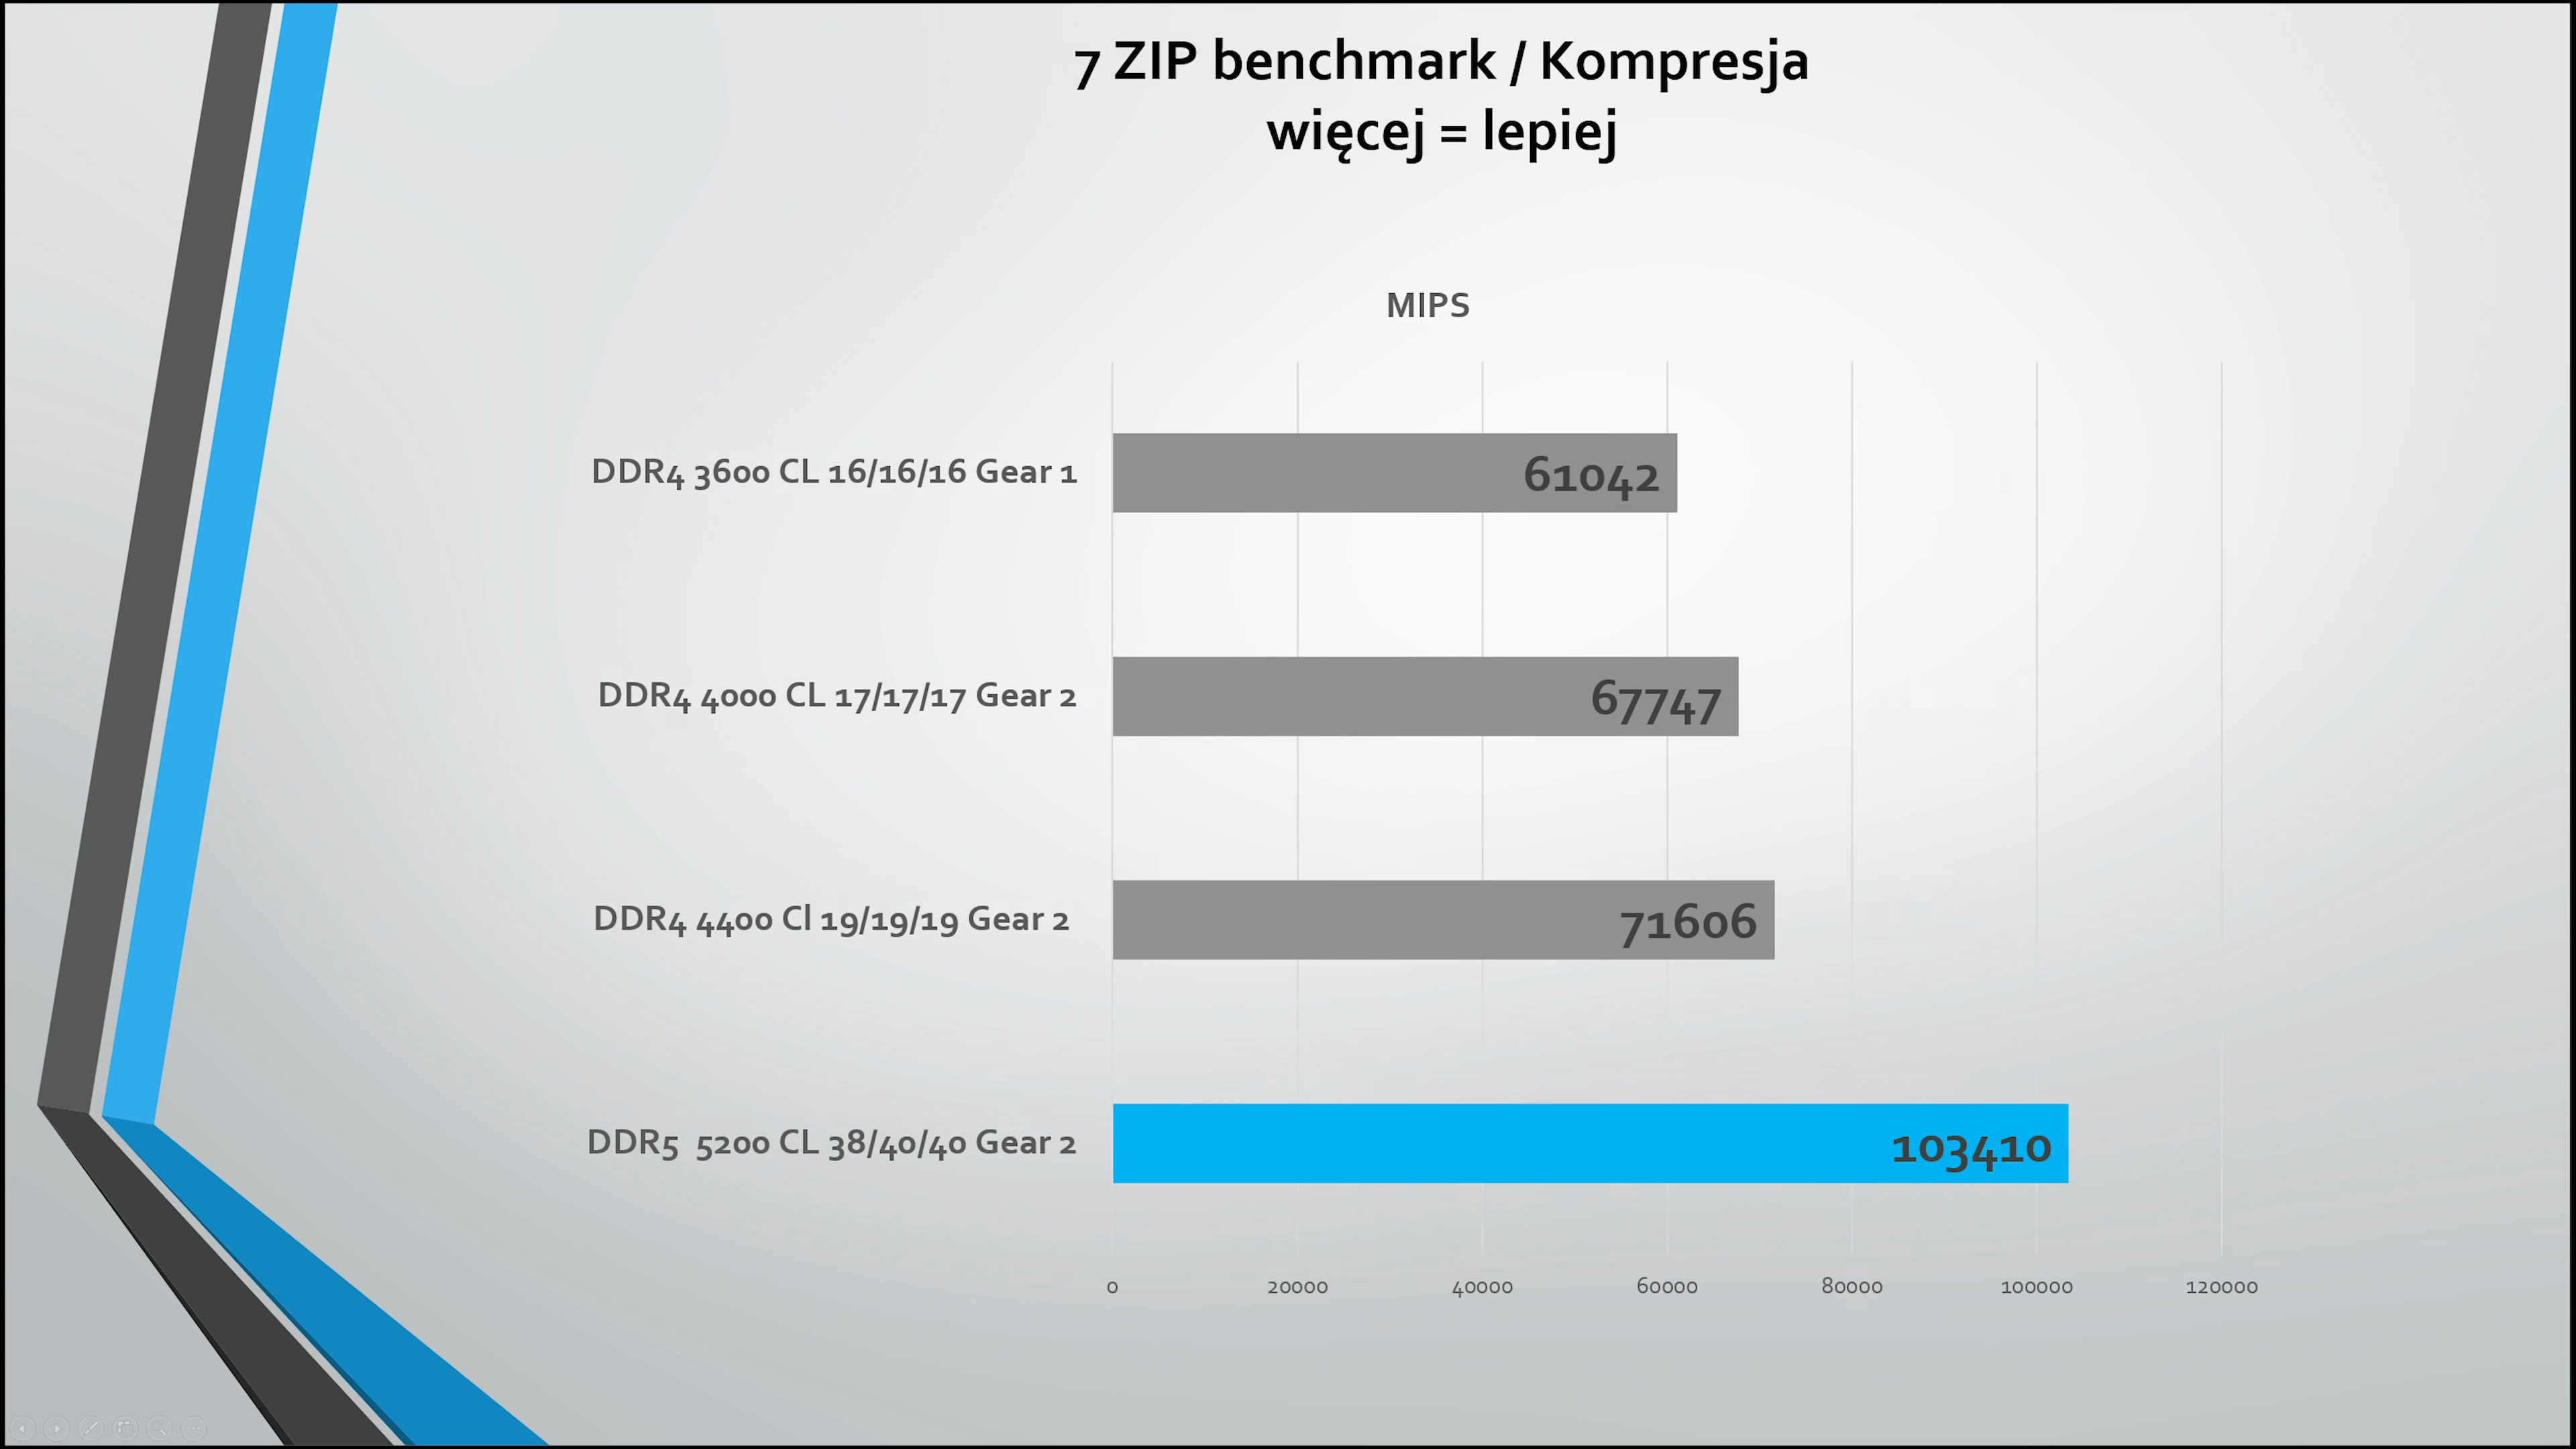 7 ZIP benchmark / Kompresja
więcej = lepiej
MIPS
DDR4 3600 CL 16/16/16 Gear 1
61042
DDR4 4000 CL 17/17/17 Gear 2
67747
DDR4 4400 Cl 19/19/19 Gear 2
71606
DDR5  5200 CL 38/40/40 Gear 2
103410
0 20000 40000 60000 80000 100000 120000